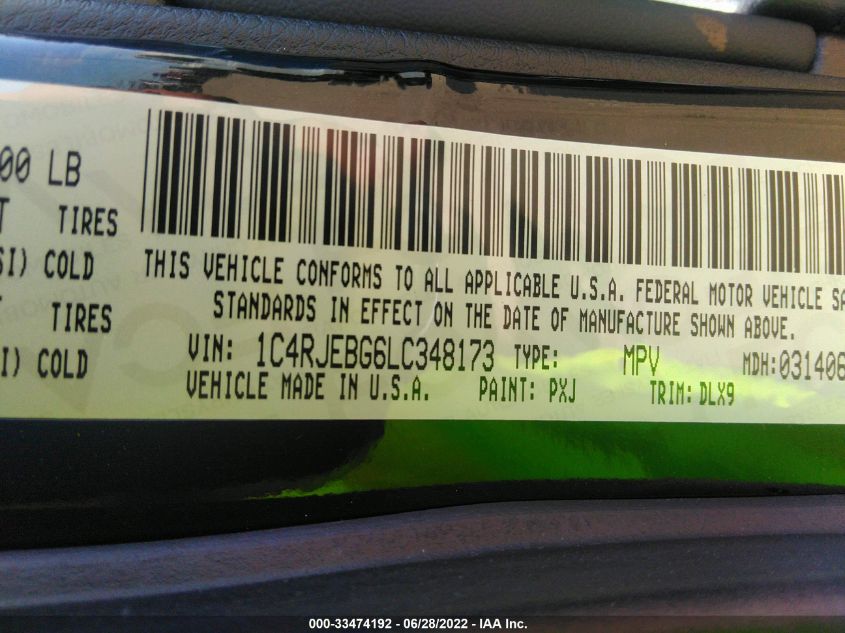 00 LB
T TIRES
SI) COLD
T TIRES
I) COLD
THIS VEHICLE CONFORMS TO ALL APPLICABLE U.S.A. FEDERAL MOTOR VEHICLE SA
STANDARDS IN EFFECT ON THE DATE OF MANUFACTURE SHOWN ABOVE.
VIN: 1C4RJEBG6LC348173 TYPE: MPV MDH:031406
VEHICLE MADE IN U.S.A. PAINT: PXJ TRIM: DLX9
000-33474192 - 06/28/2022 - IAA Inc.